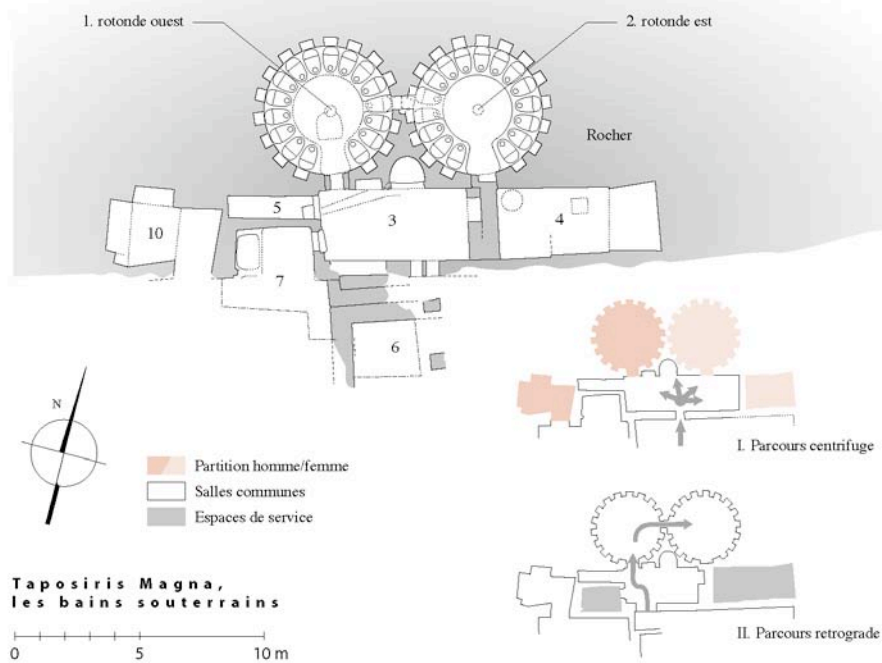 1. rotonde ouest
2. rotonde est
Rocher
5
3
4
10
7
6
N
Partition homme/femme
Salles communes
Espaces de service
I. Parcours centrifuge
II. Parcours retrograde
Taposiris Magna,
les bains souterrains
0 5 10 m